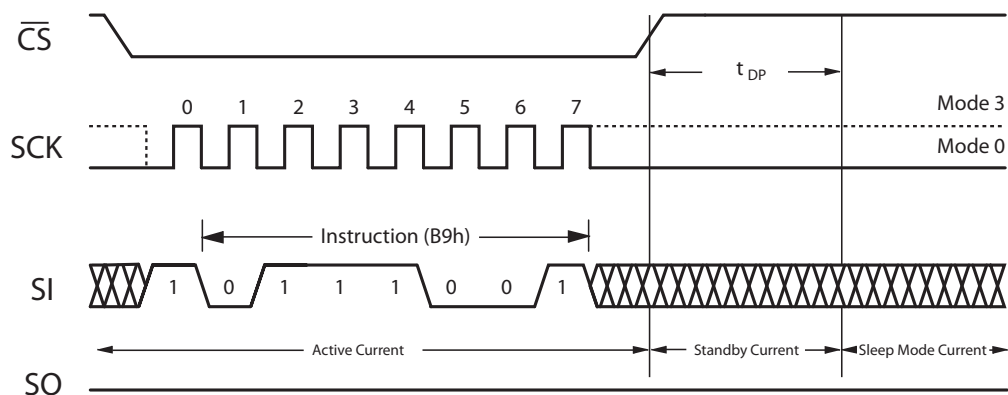 CS
t DP
0 1 2 3 4 5 6 7
Mode 3
SCK
Mode 0
Instruction (B9h)
SI
1 0 1 1 1 0 0 1
Active Current
Standby Current
Sleep Mode Current
SO